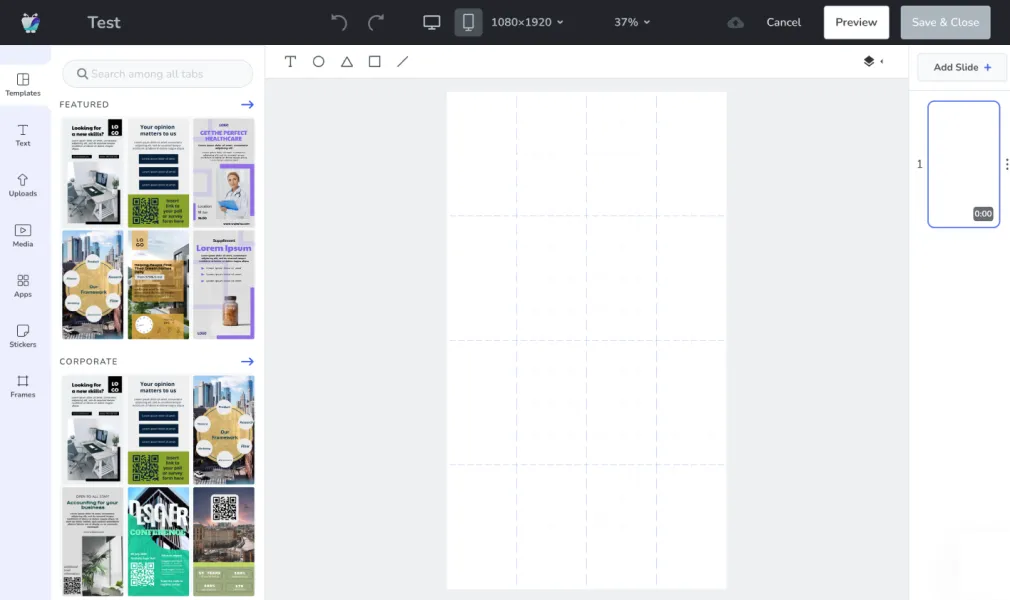 Test
1080×1920
37%
Cancel
Preview
Save & Close
Templates
Text
Uploads
Media
Apps
Stickers
Frames
Search among all tabs
FEATURED
Looking for
a new skills?
LO
GO
Your opinion
matters to us
Insert
link to
your poll
or survey
form here
GET THE PERFECT
HEALTHCARE
Our
Framework
LO
GO
Supplement
Lorem Ipsum
CORPORATE
Looking for
a new skills?
LO
GO
Your opinion
matters to us
Insert
link to
your poll
or survey
form here
Our
Framework
OPEN TO ALL STAFF
Accounting for your
business
DESIGNER
CONFERENCE
Add Slide +
1
0:00